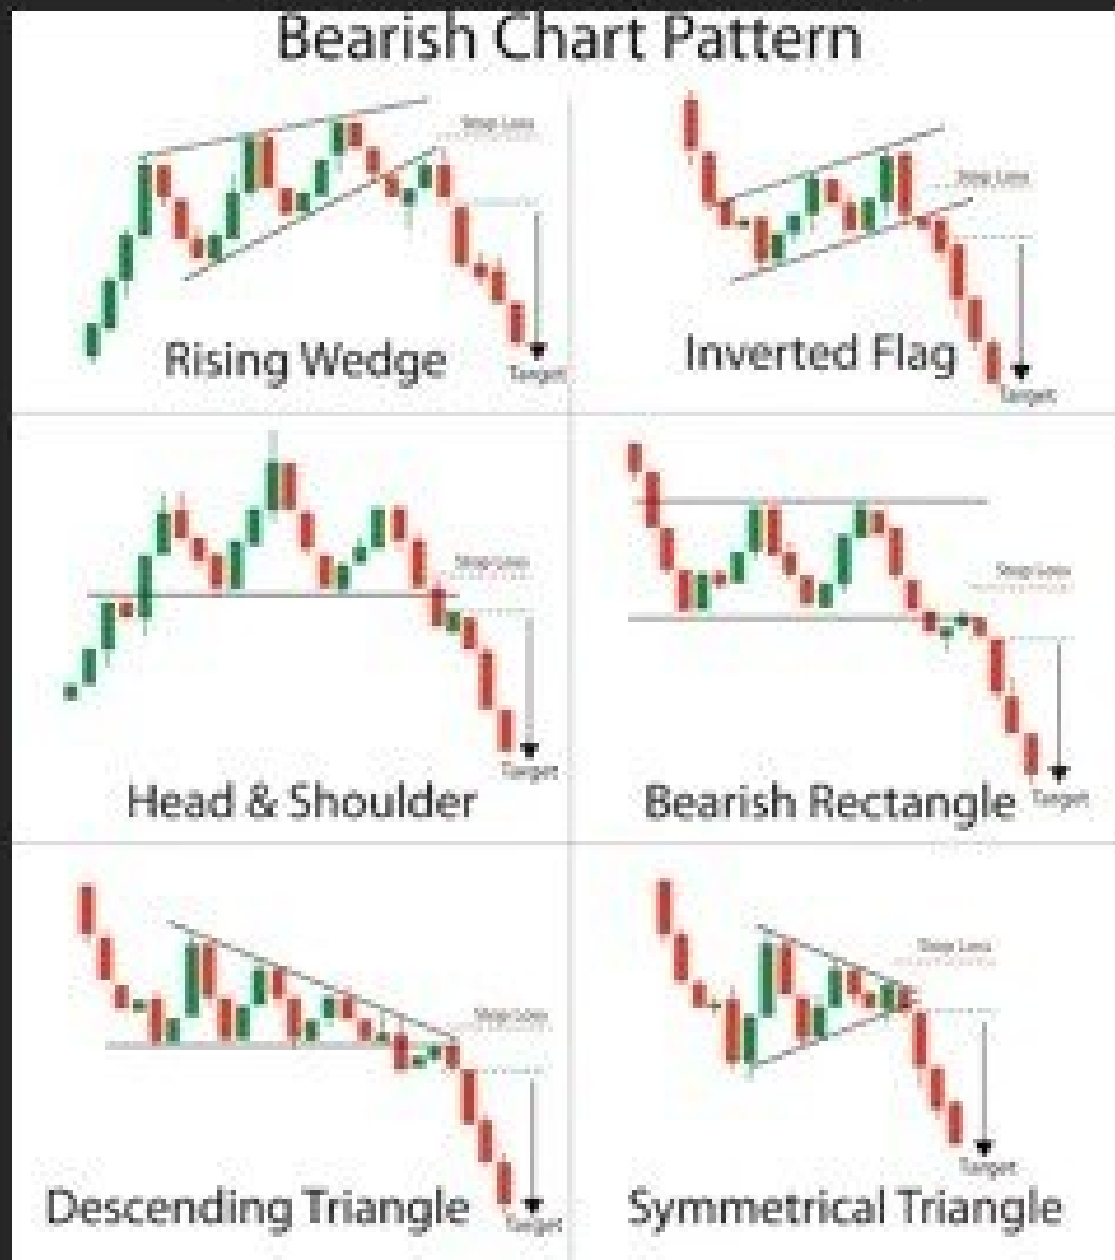 Bearish Chart Pattern
Stop Loss
Target
Rising Wedge
Stop Loss
Target
Inverted Flag
Stop Loss
Target
Head & Shoulder
Stop Loss
Target
Bearish Rectangle
Stop Loss
Target
Descending Triangle
Stop Loss
Target
Symmetrical Triangle